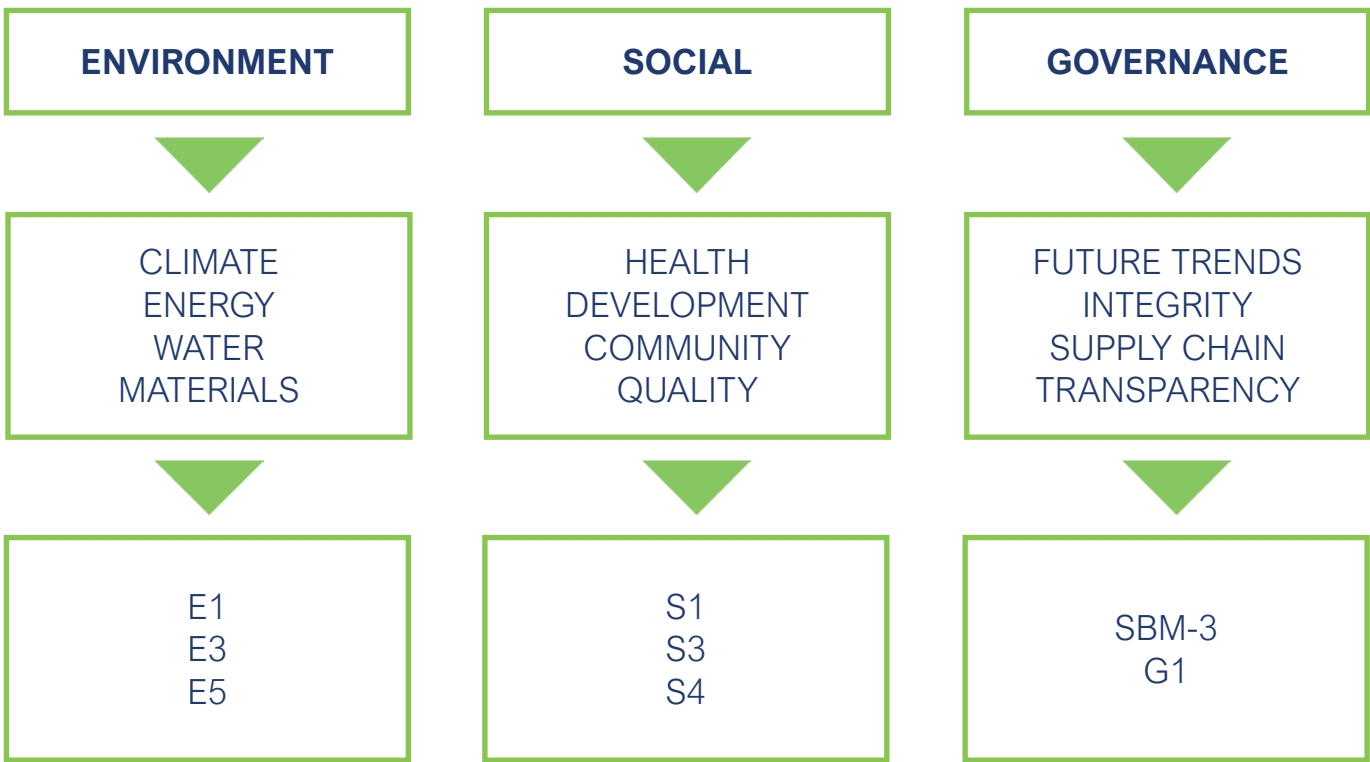 ENVIRONMENT
CLIMATE
ENERGY
WATER
MATERIALS
E1
E3
E5
SOCIAL
HEALTH
DEVELOPMENT
COMMUNITY
QUALITY
S1
S3
S4
GOVERNANCE
FUTURE TRENDS
INTEGRITY
SUPPLY CHAIN
TRANSPARENCY
SBM-3
G1